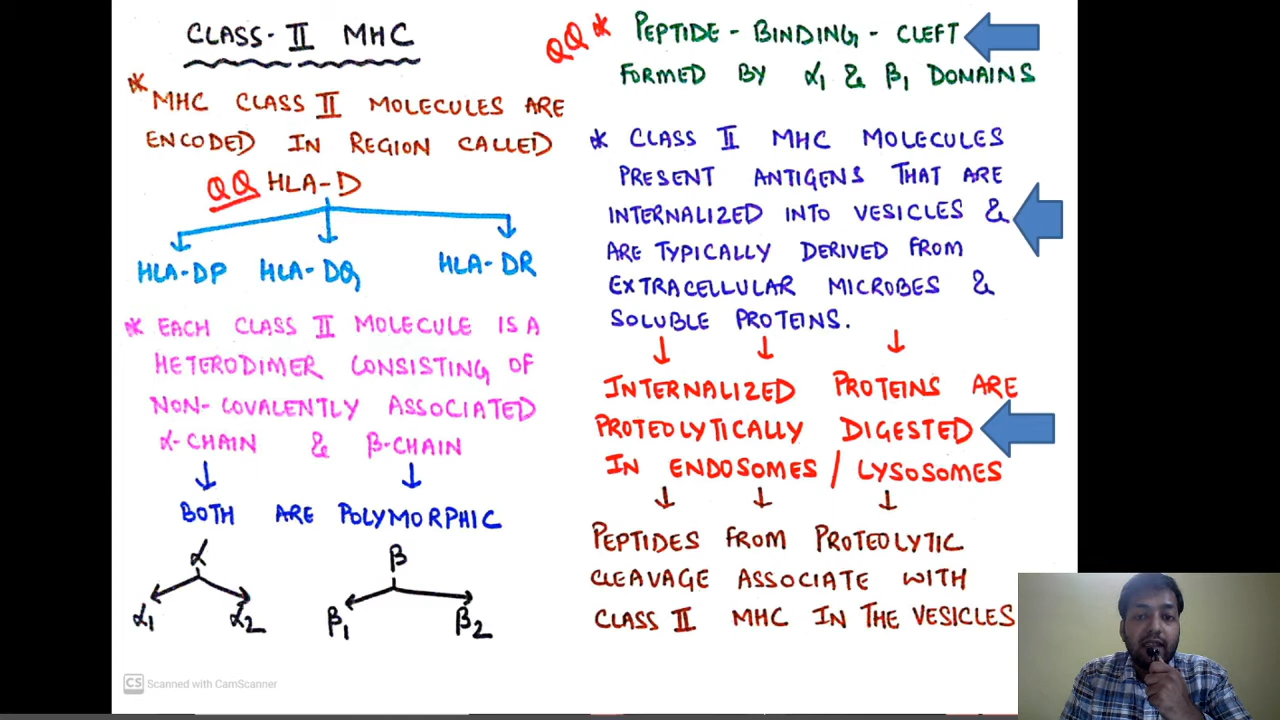 CLASS-II MHC
* MHC CLASS II MOLECULES ARE
ENCODED IN REGION CALLED
QQ HLA-D
HLA-DP HLA-DQ HLA-DR
* EACH CLASS II MOLECULE IS A
HETERODIMER CONSISTING OF
NON-COVALENTLY ASSOCIATED
α-CHAIN & β-CHAIN
BOTH ARE POLYMORPHIC
α β
α1 α2 β1 β2
CS Scanned with CamScanner
QQ * PEPTIDE-BINDING-CLEFT
FORMED BY α1 & β1 DOMAINS
* CLASS II MHC MOLECULES
PRESENT ANTIGENS THAT ARE
INTERNALIZED INTO VESICLES &
ARE TYPICALLY DERIVED FROM
EXTRACELLULAR MICROBES &
SOLUBLE PROTEINS.
INTERNALIZED PROTEINS ARE
PROTEOLYTICALLY DIGESTED
IN ENDOSOMES / LYSOSOMES
PEPTIDES FROM PROTEOLYTIC
CLEAVAGE ASSOCIATE WITH
CLASS II MHC IN THE VESICLES